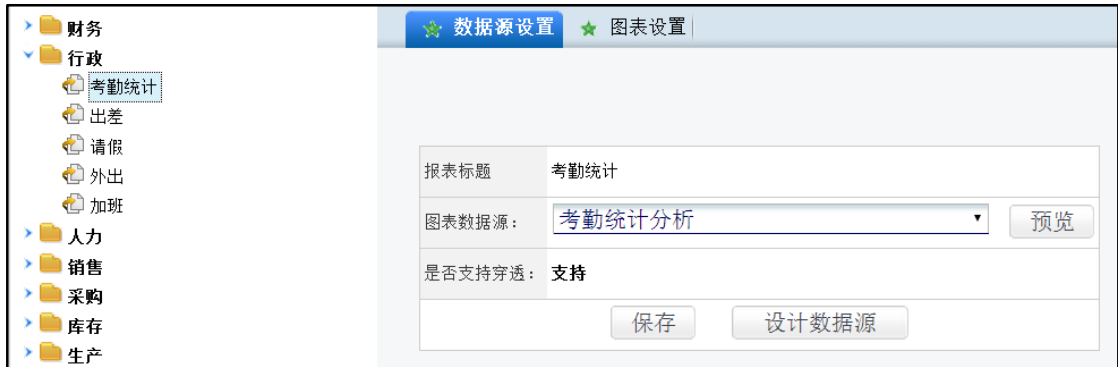 财务
行政
考勤统计
出差
请假
外出
加班
人力
销售
采购
库存
生产
数据源设置 图表设置
报表标题 考勤统计
图表数据源： 考勤统计分析 预览
是否支持穿透： 支持
保存 设计数据源